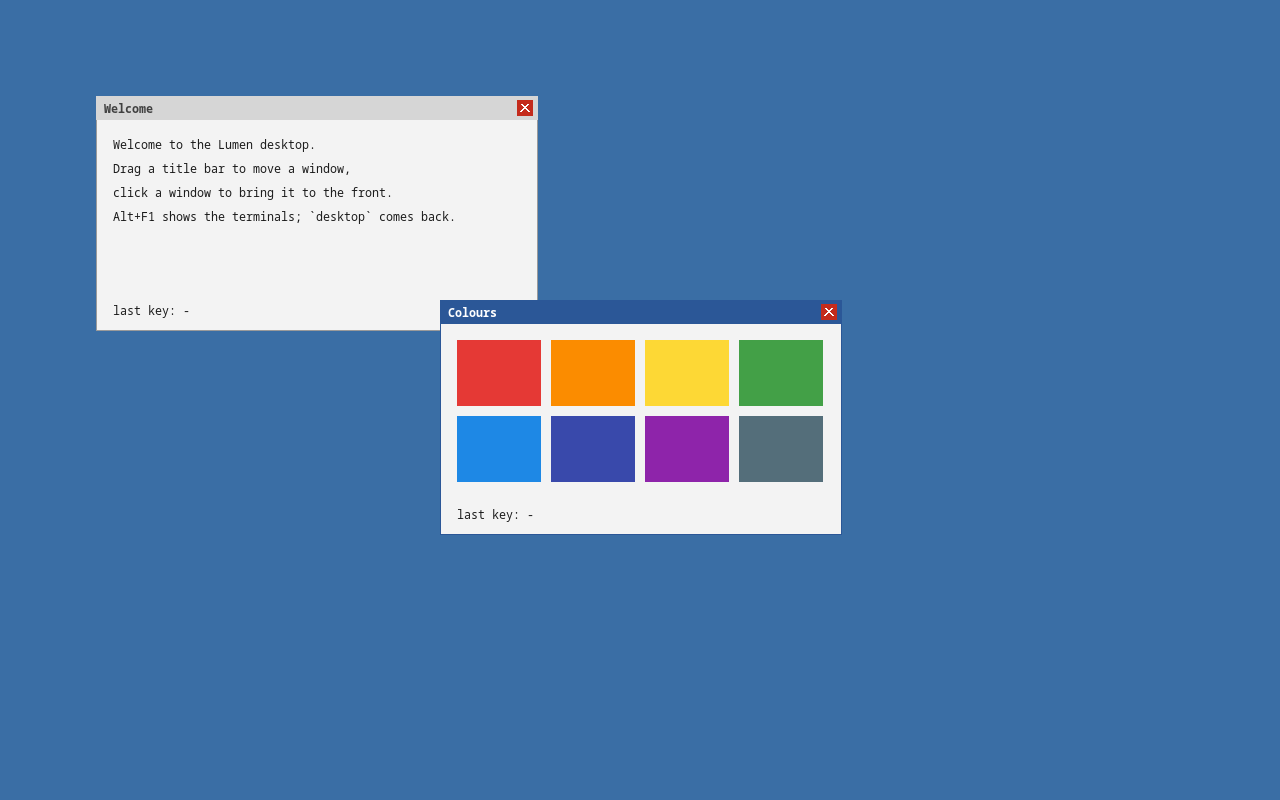 Welcome
Welcome to the Lumen desktop.
Drag a title bar to move a window,
click a window to bring it to the front.
Alt+F1 shows the terminals; `desktop` comes back.
last key: -
Colours
last key: -